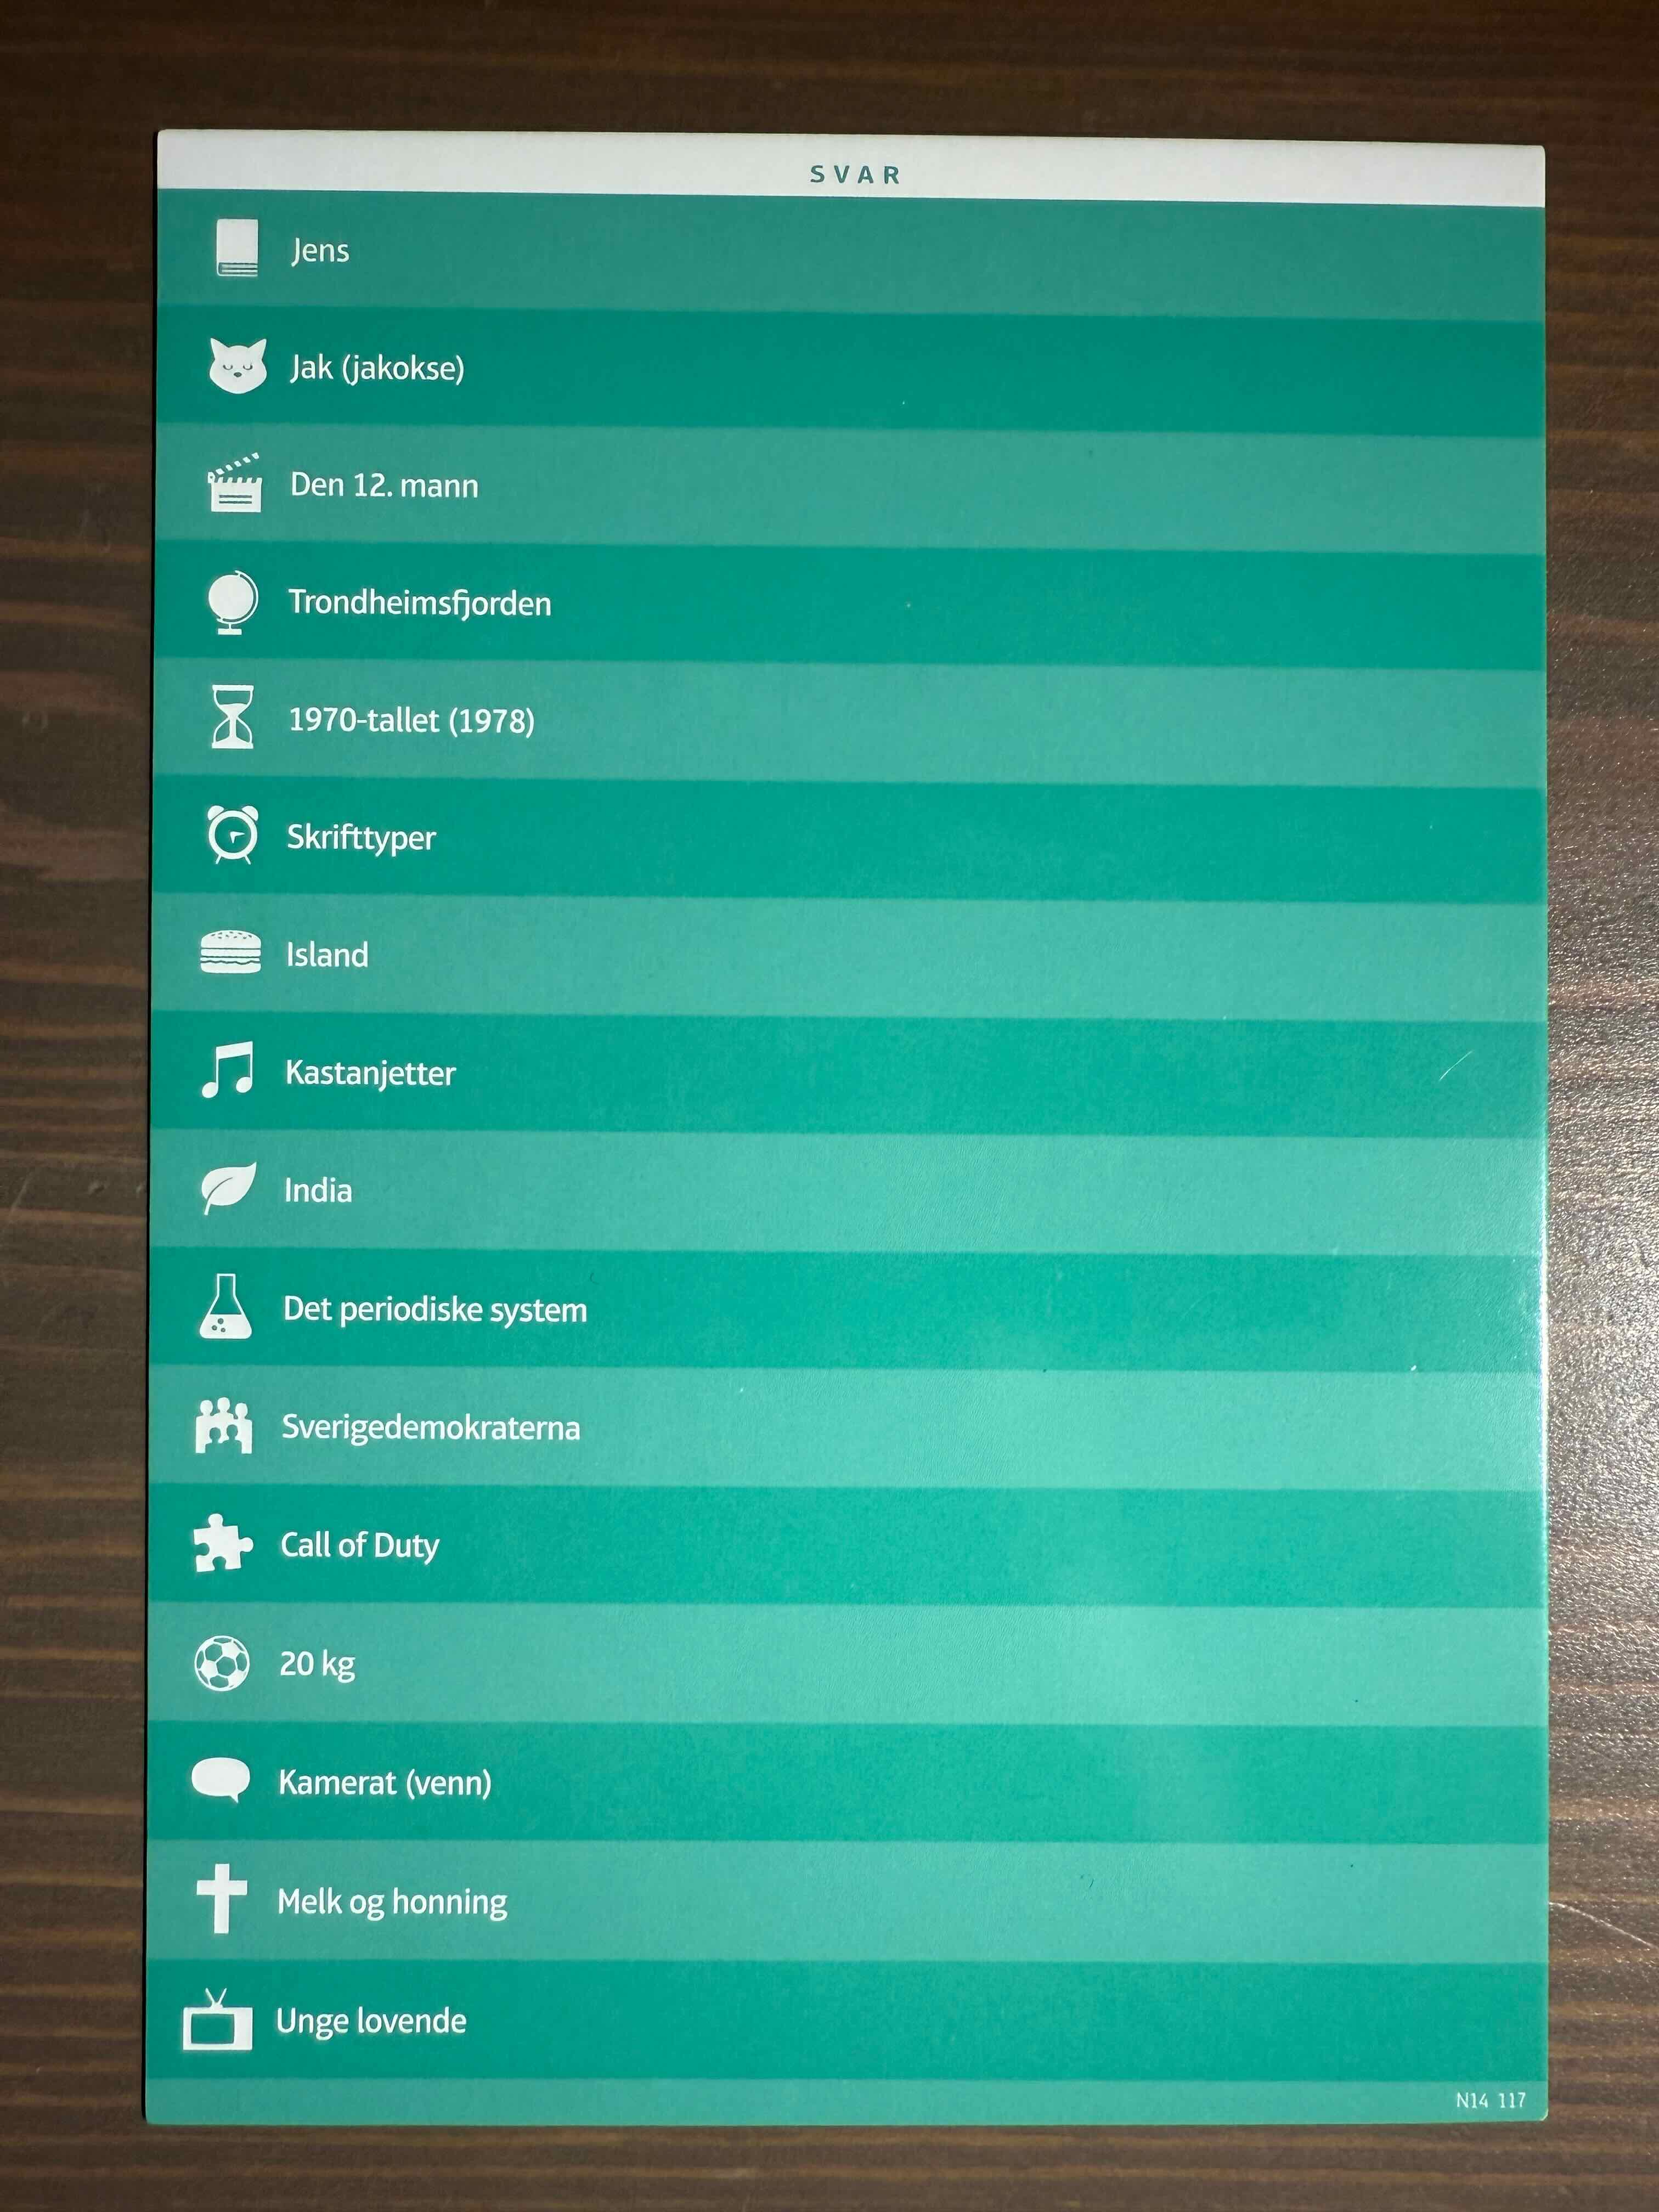 SVAR
Jens
Jak (jakokse)
Den 12. mann
Trondheimsfjorden
1970-tallet (1978)
Skrifttyper
Island
Kastanjetter
India
Det periodiske system
Sverigedemokraterna
Call of Duty
20 kg
Kamerat (venn)
Melk og honning
Unge lovende
N14 117